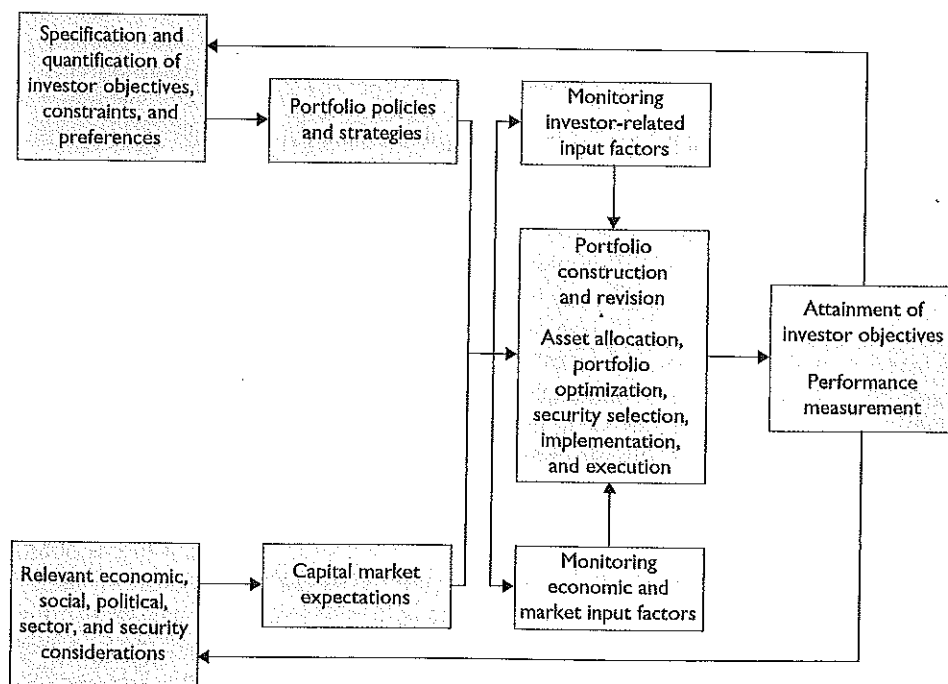 Specification and
quantification of
investor objectives,
constraints, and
preferences
Portfolio policies
and strategies
Monitoring
investor-related
input factors
Portfolio
construction
and revision
Asset allocation,
portfolio
optimization,
security selection,
implementation,
and execution
Attainment of
investor objectives
Performance
measurement
Relevant economic,
social, political,
sector, and security
considerations
Capital market
expectations
Monitoring
economic and
market input factors